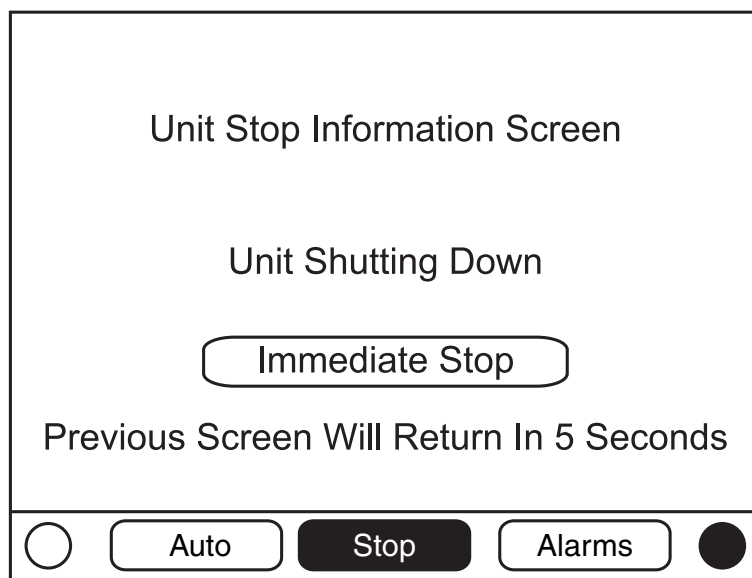 Unit Stop Information Screen
Unit Shutting Down
Immediate Stop
Previous Screen Will Return In 5 Seconds
Auto Stop Alarms